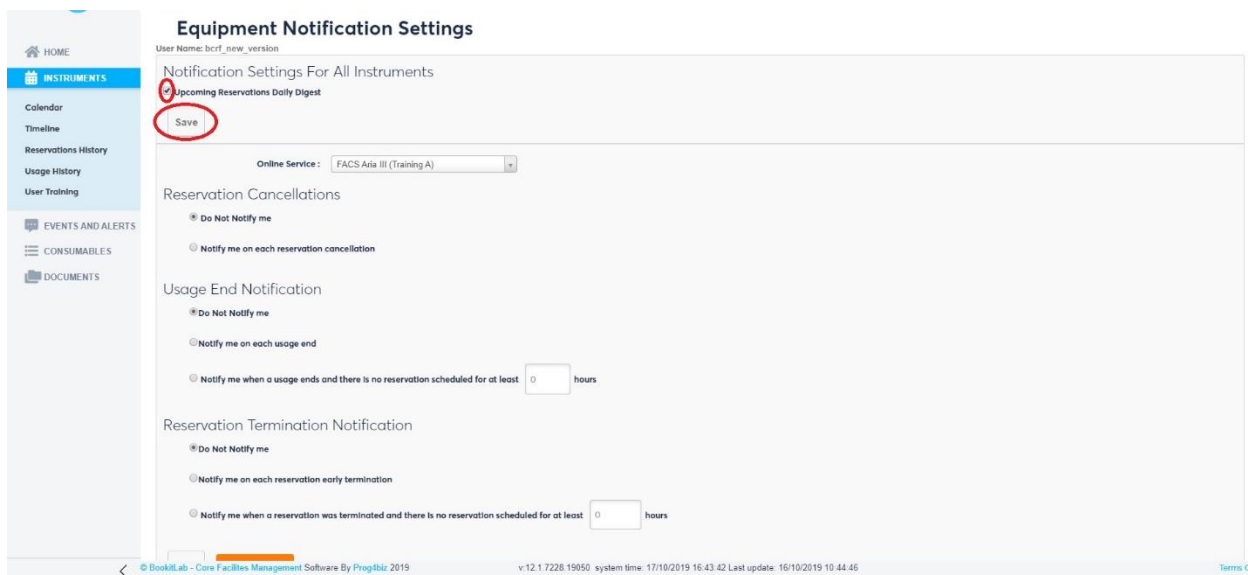 Equipment Notification Settings
User Name: bcrf_new_version
HOME
INSTRUMENTS
Calendar
Timeline
Reservations History
Usage History
User Training
EVENTS AND ALERTS
CONSUMABLES
DOCUMENTS
Notification Settings For All Instruments
Upcoming Reservations Daily Digest
Save
Online Service : FACS Aria III (Training A)
Reservation Cancellations
Do Not Notify me
Notify me on each reservation cancellation
Usage End Notification
Do Not Notify me
Notify me on each usage end
Notify me when a usage ends and there is no reservation scheduled for at least 0 hours
Reservation Termination Notification
Do Not Notify me
Notify me on each reservation early termination
Notify me when a reservation was terminated and there is no reservation scheduled for at least 0 hours
© BookitLab - Core Facilites Management Software By Prog4biz 2019 v:12.1.7228.19050 system time: 17/10/2019 16:43:42 Last update: 16/10/2019 10:44:46 Terms